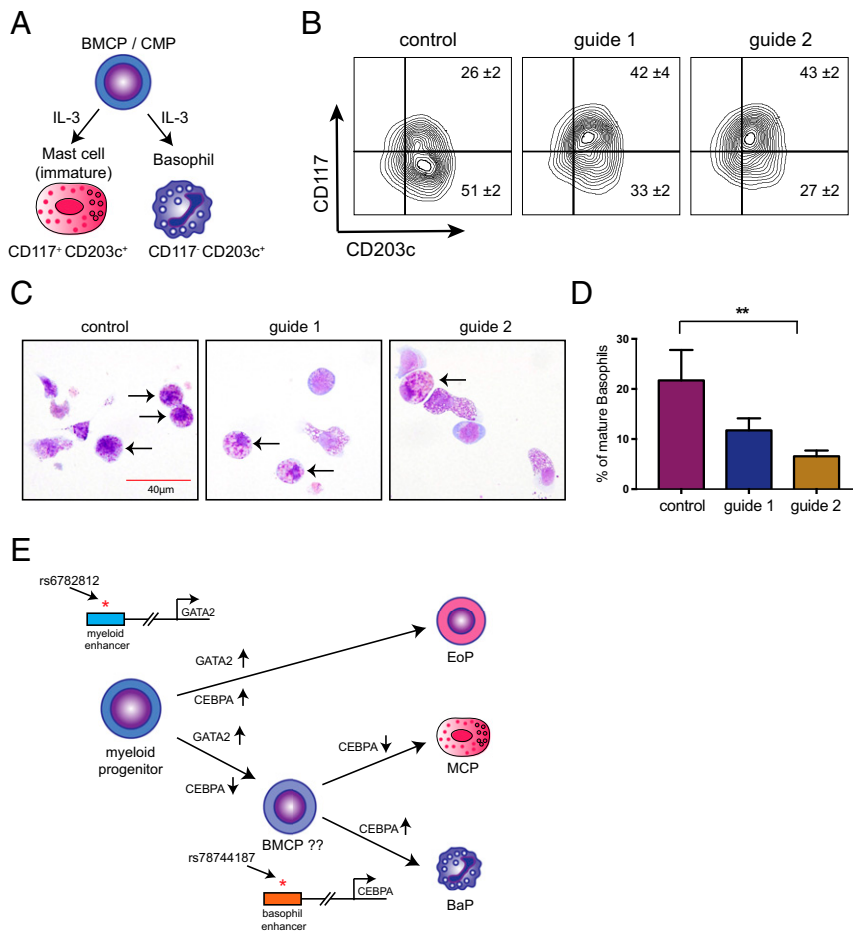 A
BMCP / CMP
IL-3
IL-3
Mast cell
(immature)
Basophil
CD117+ CD203c+
CD117- CD203c+
B
control
guide 1
guide 2
26 ±2
42 ±4
43 ±2
51 ±2
33 ±2
27 ±2
CD117
CD203c
C
control
guide 1
guide 2
40µm
D
**
% of mature Basophils
30
20
10
0
control
guide 1
guide 2
E
rs6782812
*
GATA2
myeloid
enhancer
GATA2
CEBPA
EoP
myeloid
progenitor
GATA2
CEBPA
CEBPA
MCP
BMCP ??
CEBPA
BaP
rs78744187
*
CEBPA
basophil
enhancer